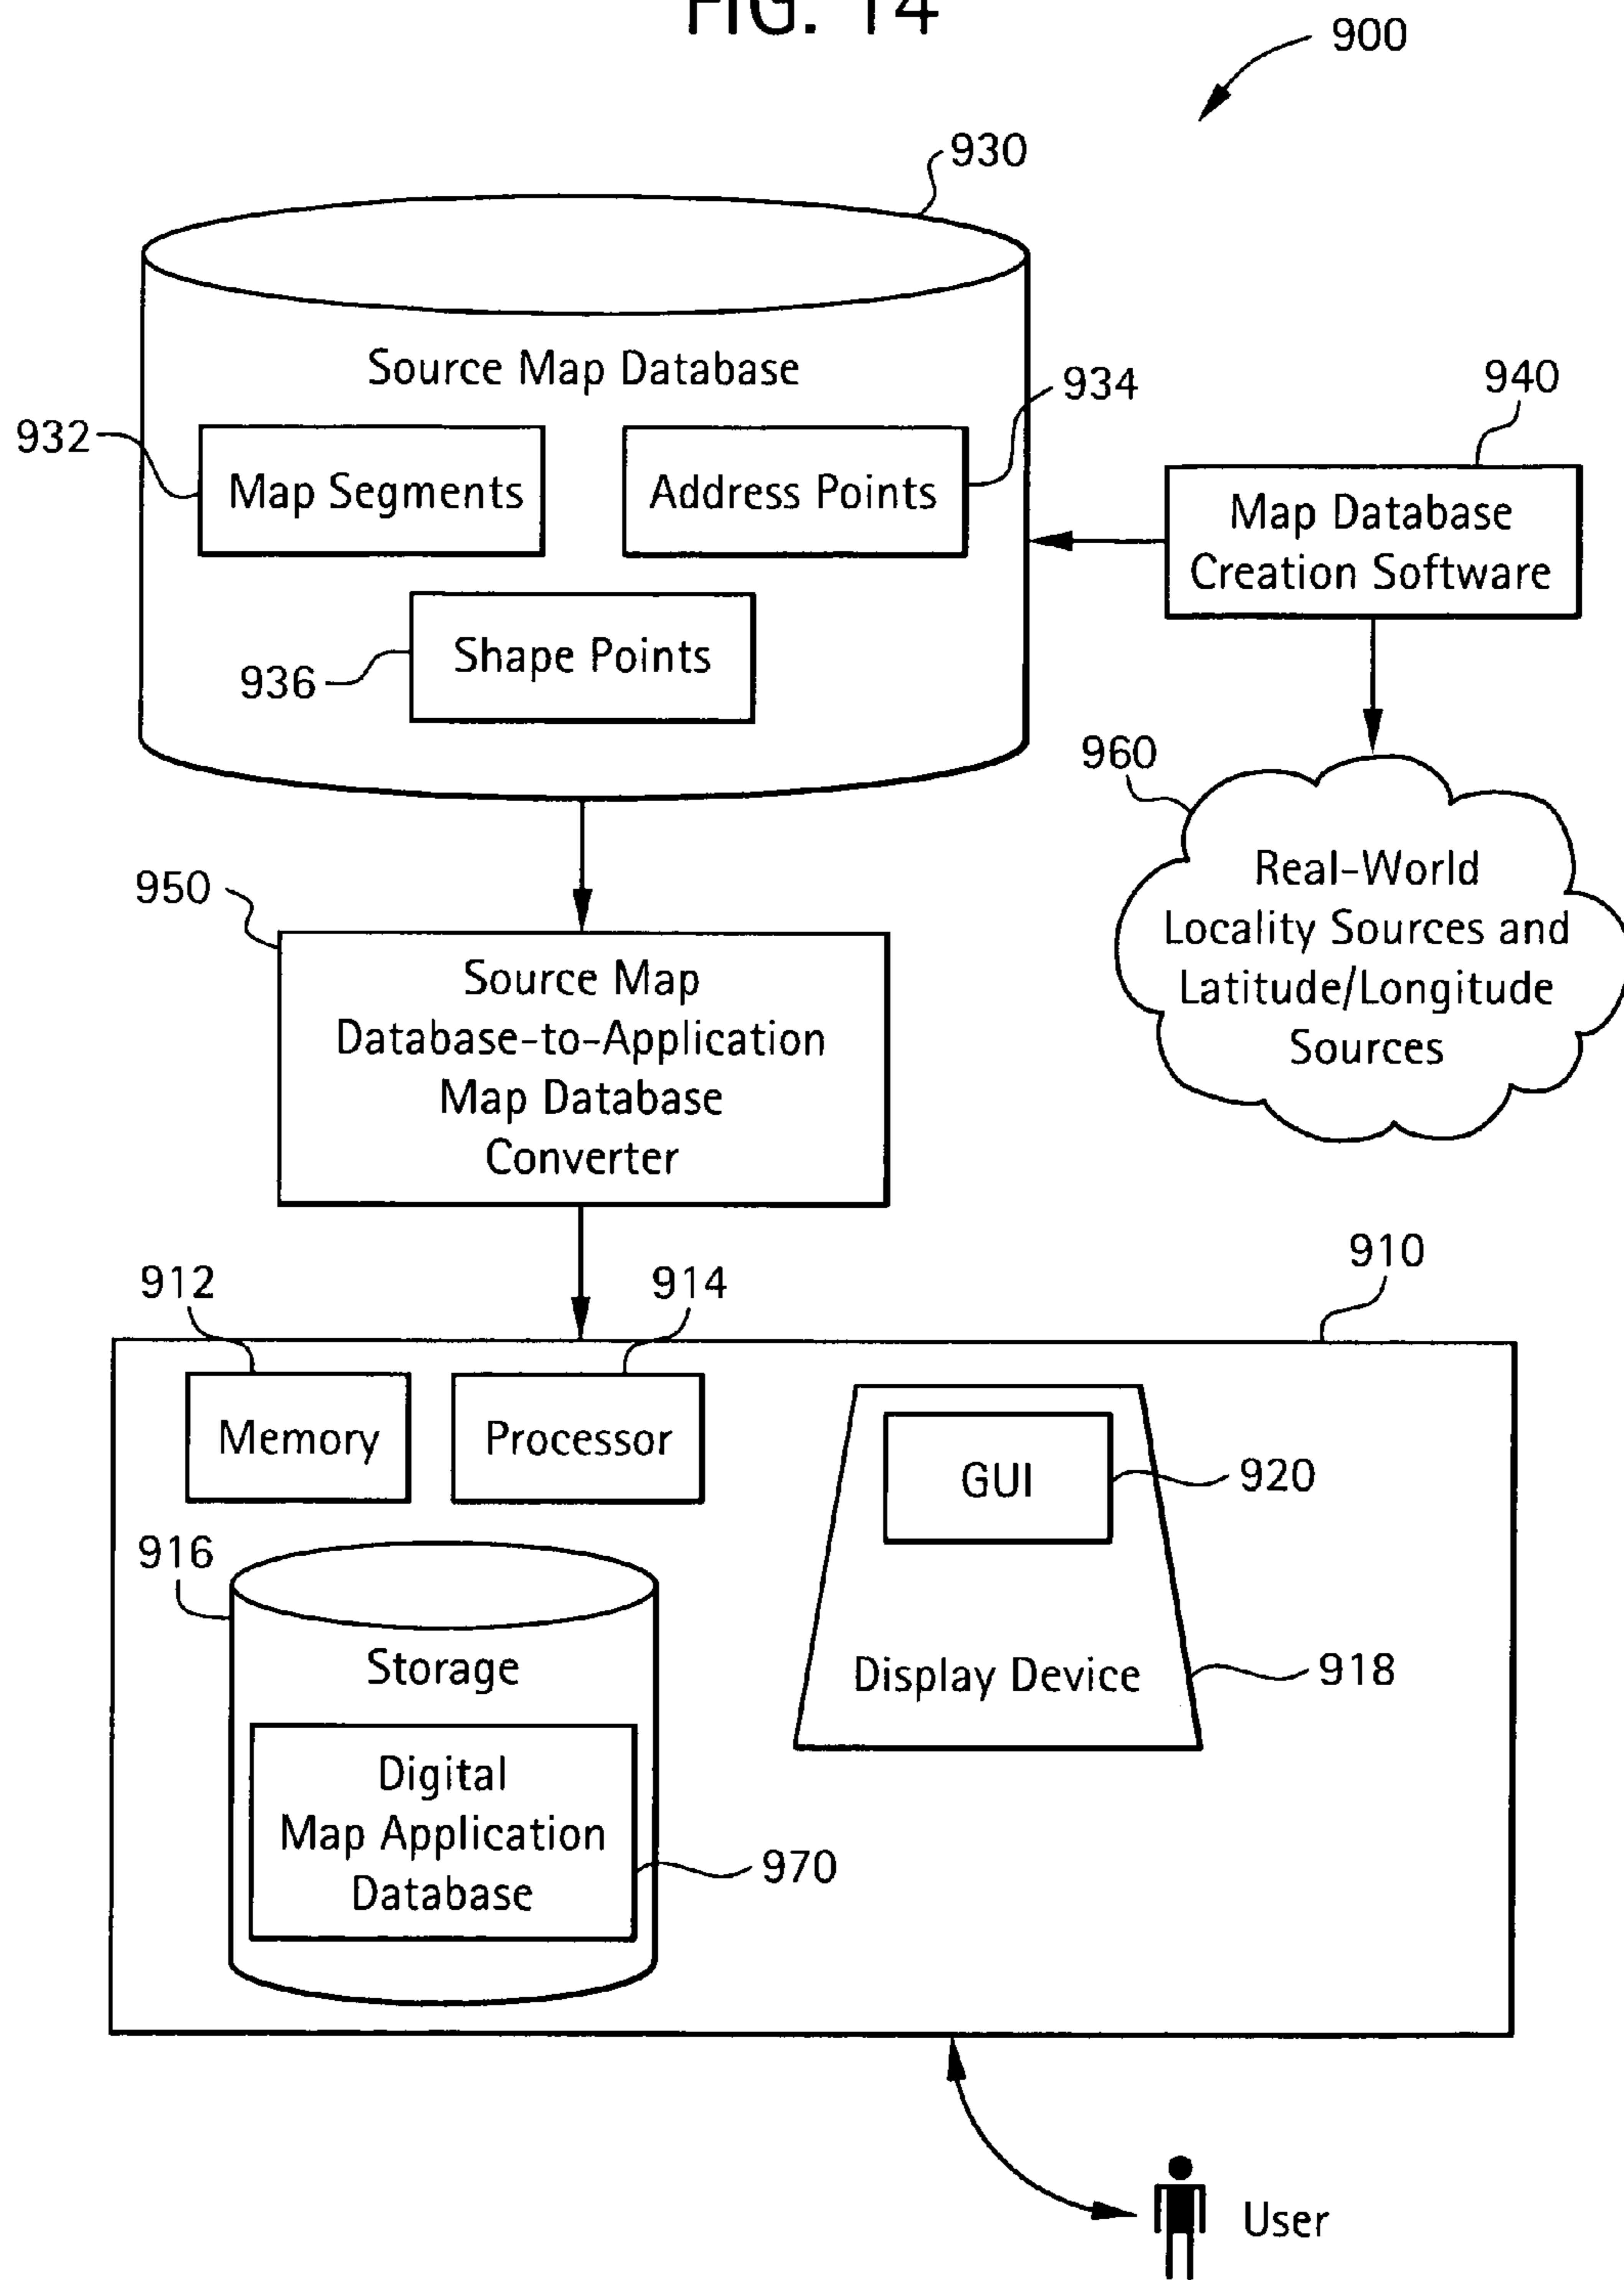 FIG. 14
900
930
Source Map Database
934
940
932
Map Segments
Address Points
Map Database
Creation Software
936
Shape Points
960
Real-World
Locality Sources and
Latitude/Longitude
Sources
950
Source Map
Database-to-Application
Map Database
Converter
910
912
914
Memory
Processor
GUI
920
916
Storage
Display Device
918
Digital
Map Application
Database
970
User